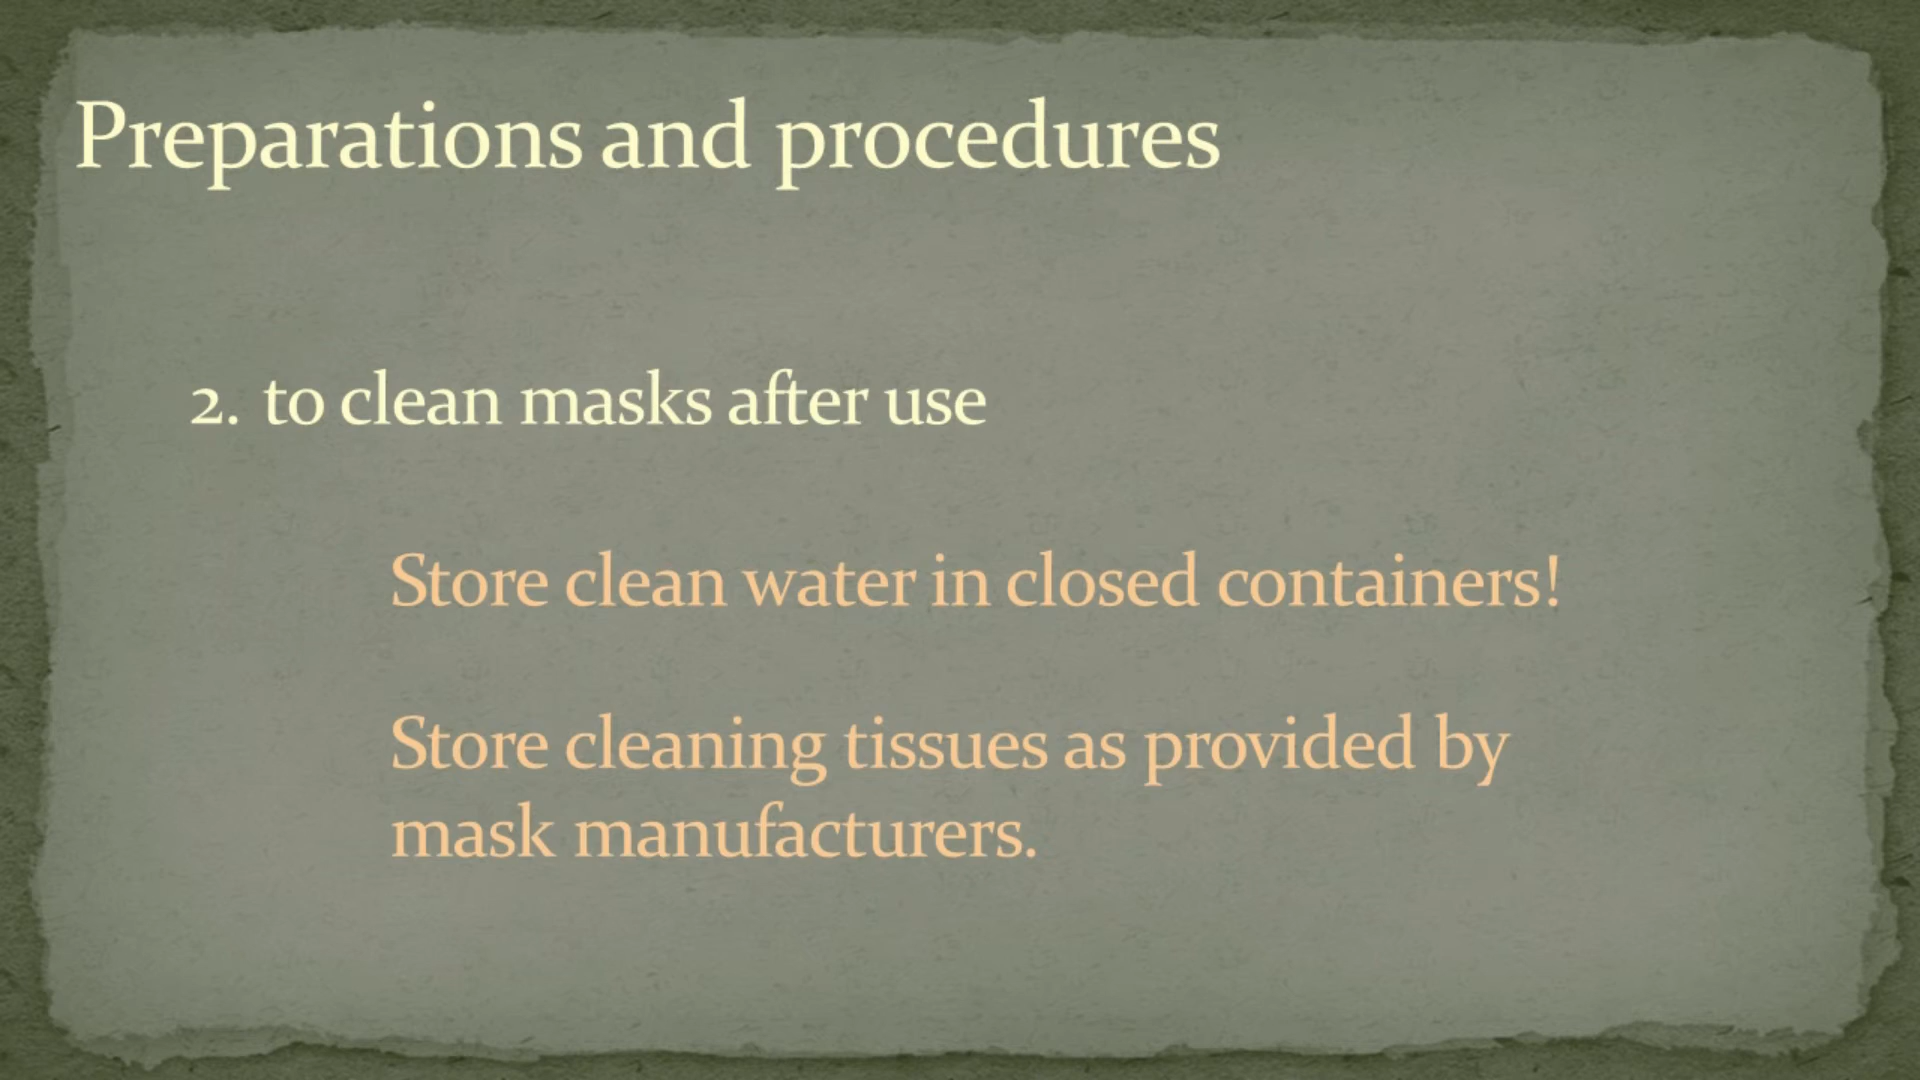 Preparations and procedures
2. to clean masks after use
Store clean water in closed containers!
Store cleaning tissues as provided by
mask manufacturers.